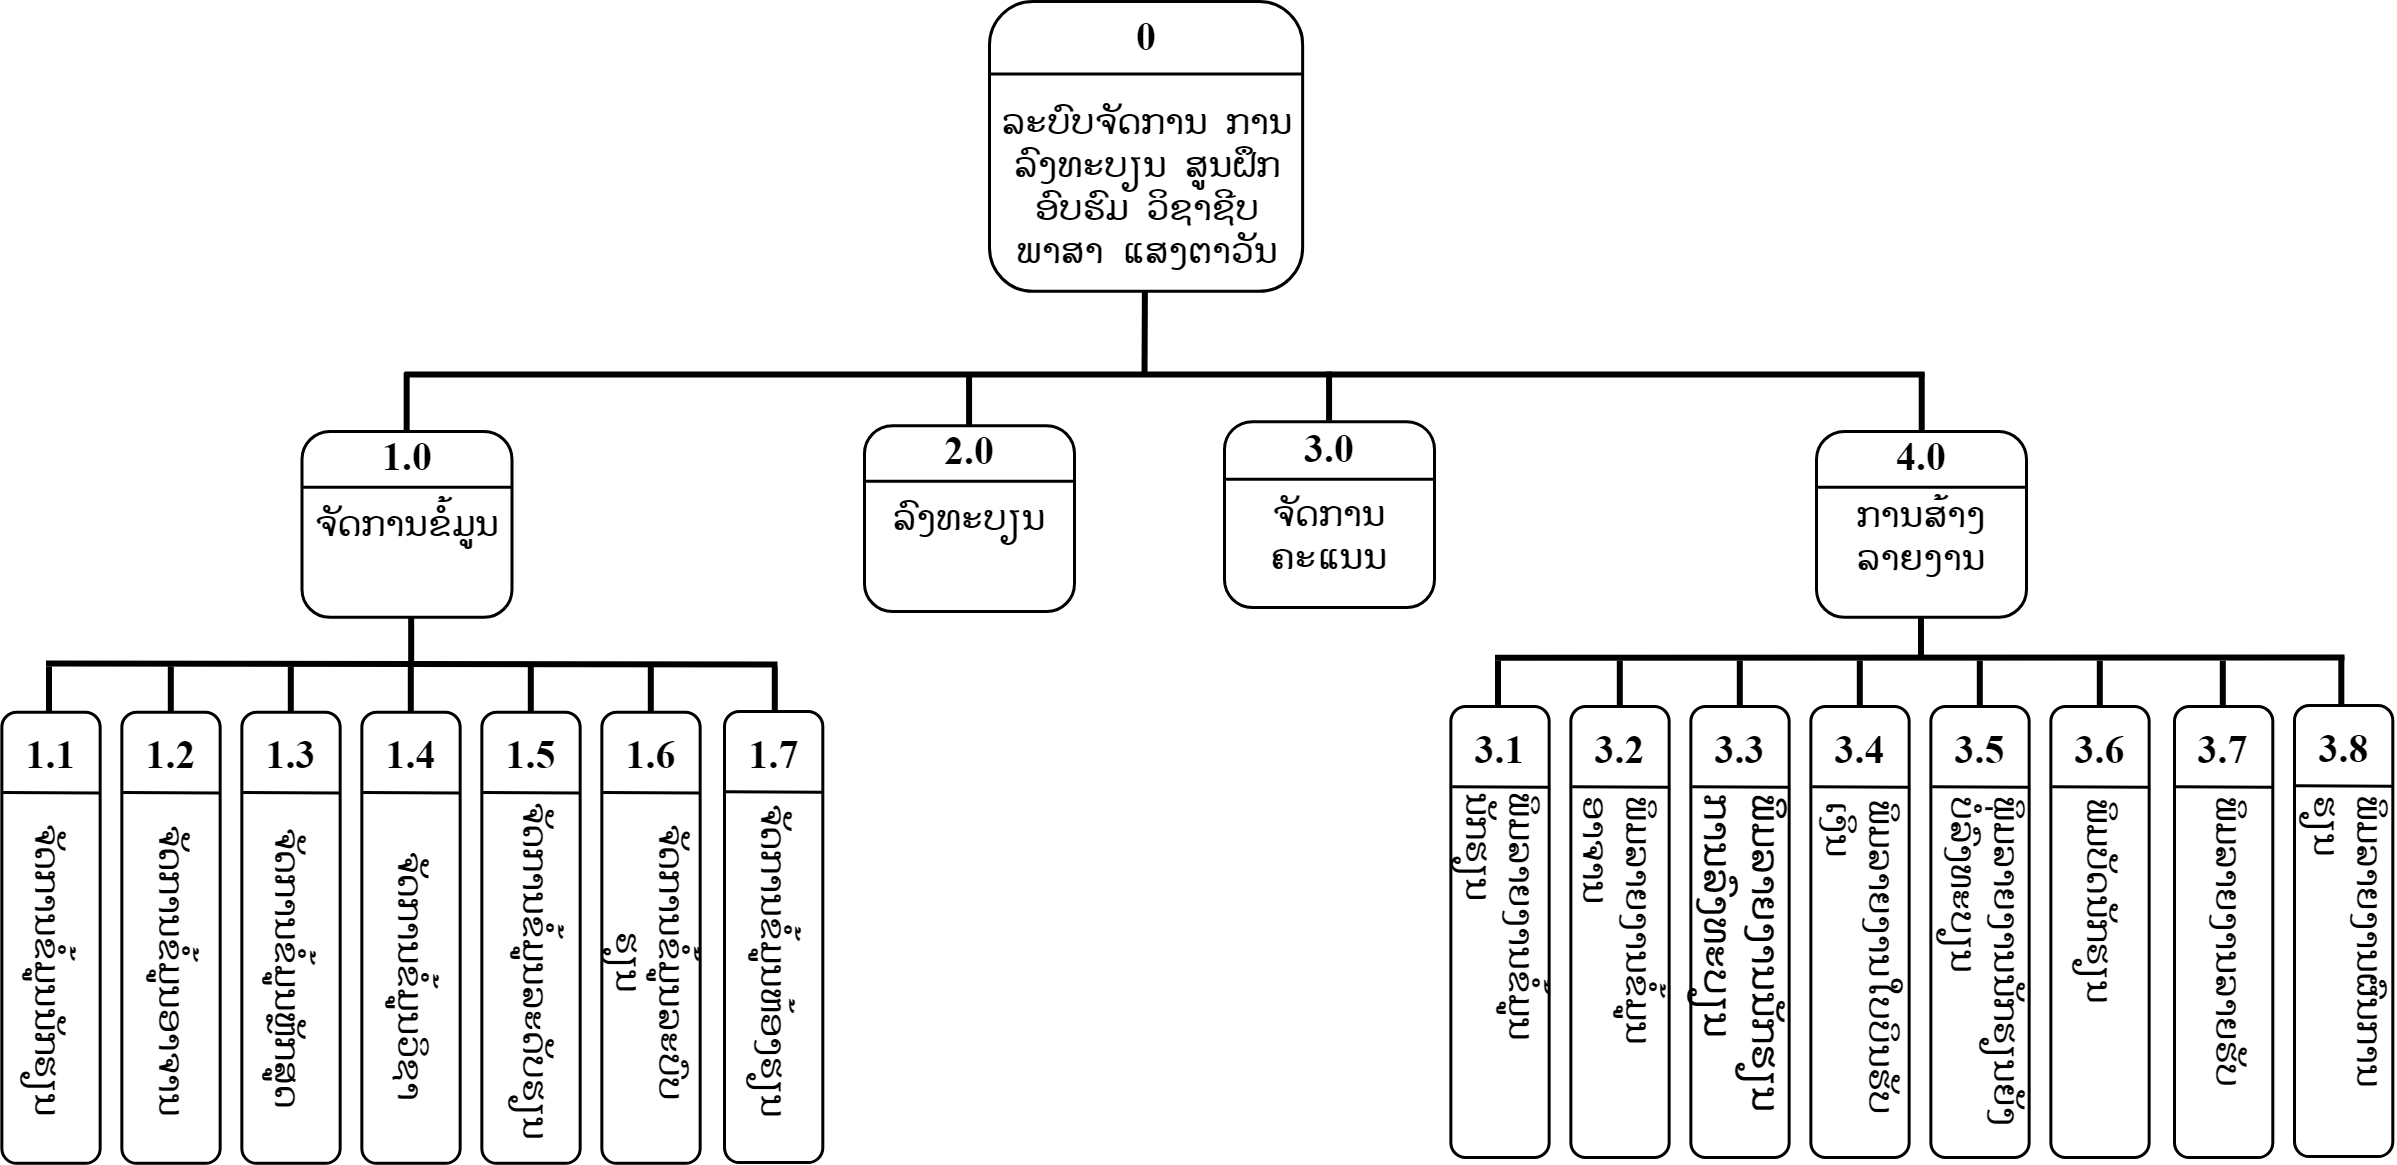 0
ລະບົບຈັດການ ການ
ລົງທະບຽນ ສູນຝຶກ
ອົບຮົມ ວິຊາຊີບ
ພາສາ ແສງຕາວັນ
1.0
ຈັດການຂໍ້ມູນ
2.0
ລົງທະບຽນ
3.0
ຈັດການ
ຄະແນນ
4.0
ການສ້າງ
ລາຍງານ
1.1
ຈັດການຂໍ້ມູນນັກຮຽນ
1.2
ຈັດການຂໍ້ມູນອາຈານ
1.3
ຈັດການຂໍ້ມູນຫຼັກສູດ
1.4
ຈັດການຂໍ້ມູນວິຊາ
1.5
ຈັດການຂໍ້ມູນລະດັບຮຽນ
1.6
ຈັດການຂໍ້ມູນລະບົບ
ຮຽນ
1.7
ຈັດການຂໍ້ມູນຫ້ອງຮຽນ
3.1
ພິມລາຍງານຂໍ້ມູນ
ນັກຮຽນ
3.2
ພິມລາຍງານຂໍ້ມູນ
ອາຈານ
3.3
ພິມລາຍງານນັກຮຽນ
ການລົງທະບຽນ
3.4
ພິມລາຍງານໃບບິນຮັບ
ເງິນ
3.5
ພິມລາຍງານນັກຮຽນຍັງ
ບໍ່ລົງທະບຽນ
3.6
ພິມບັດນັກຮຽນ
3.7
ພິມລາຍງານລາຍຮັບ
3.8
ພິມລາຍງານຜົນການ
ຮຽນ